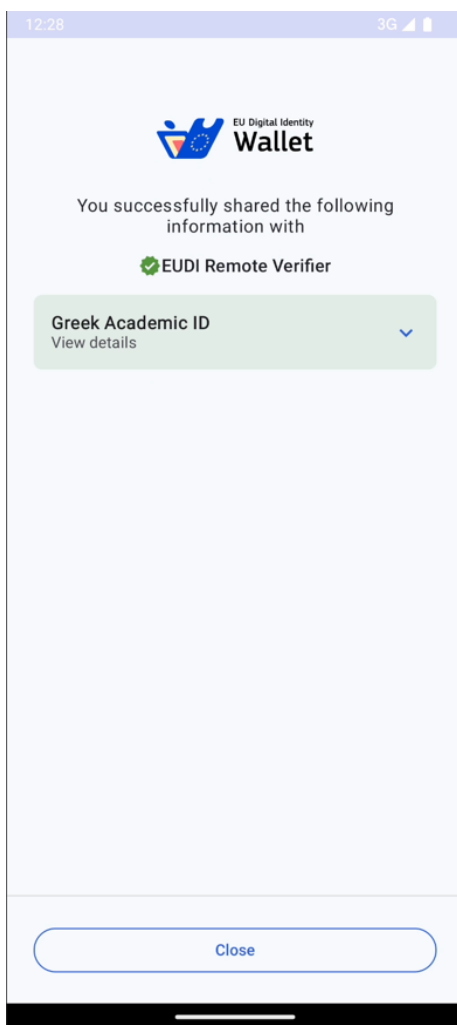 12:28
3G
EU Digital Identity
Wallet
You successfully shared the following
information with
EUDI Remote Verifier
Greek Academic ID
View details
Close